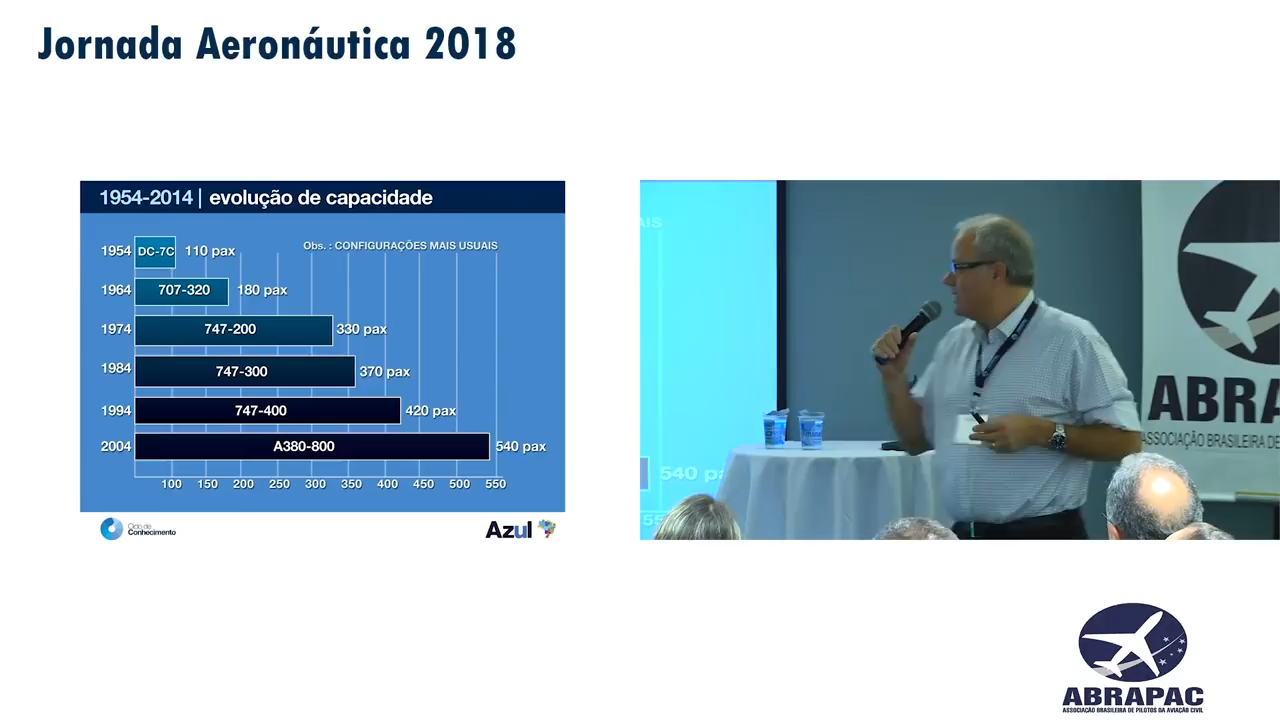 Jornada Aeronáutica 2018
1954-2014 | evolução de capacidade
Obs. : CONFIGURAÇÕES MAIS USUAIS
1954 DC-7C 110 pax
1964 707-320 180 pax
1974 747-200 330 pax
1984 747-300 370 pax
1994 747-400 420 pax
2004 A380-800 540 pax
100 150 200 250 300 350 400 450 500 550
Ciclo de
Conhecimento
Azul
540
ABRA
ASSOCIAÇÃO BRASILEIRA DE
ABRAPAC
ASSOCIAÇÃO BRASILEIRA DE PILOTOS DA AVIAÇÃO CIVIL